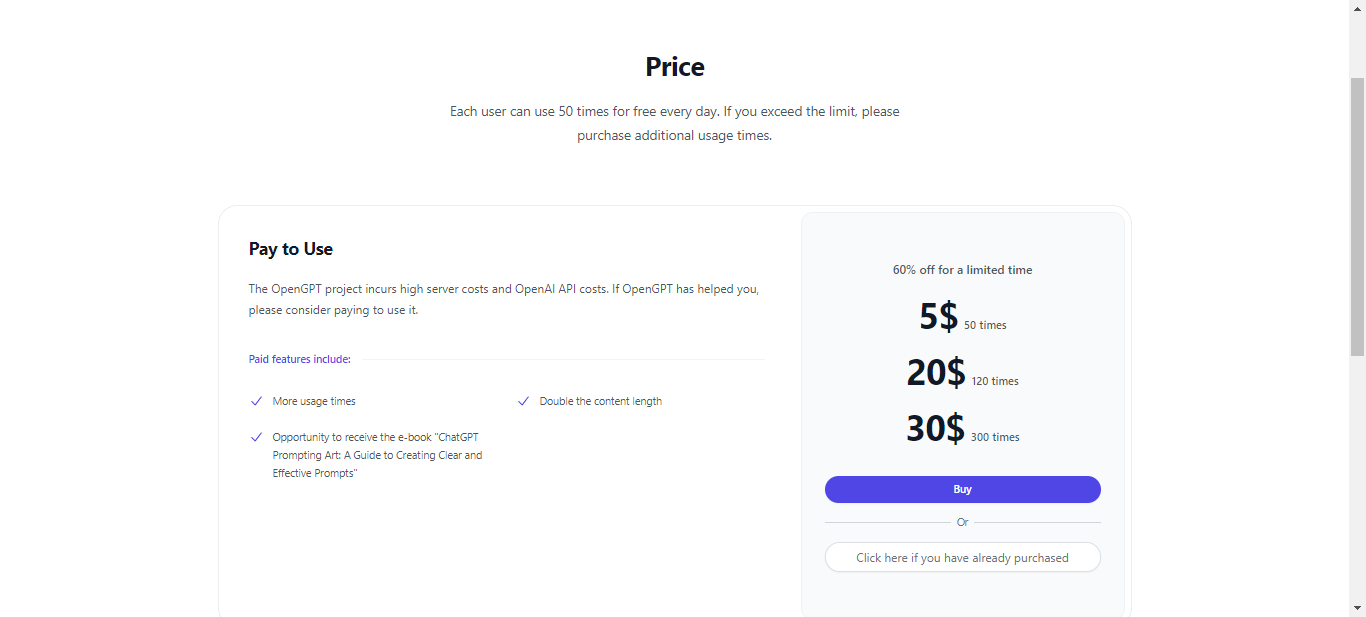 Price
Each user can use 50 times for free every day. If you exceed the limit, please
purchase additional usage times.
Pay to Use
The OpenGPT project incurs high server costs and OpenAI API costs. If OpenGPT has helped you,
please consider paying to use it.
Paid features include:
More usage times
Double the content length
Opportunity to receive the e-book "ChatGPT
Prompting Art: A Guide to Creating Clear and
Effective Prompts"
60% off for a limited time
5$ 50 times
20$ 120 times
30$ 300 times
Buy
Or
Click here if you have already purchased